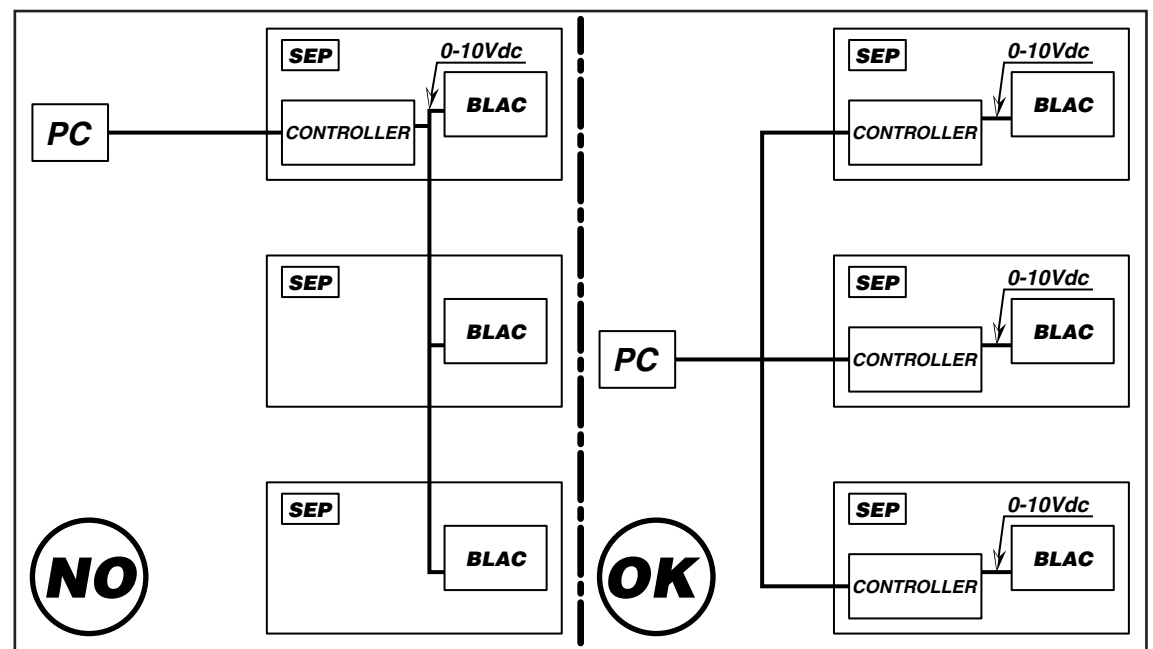 SEP
0-10Vdc
BLAC
PC
CONTROLLER
SEP
BLAC
SEP
BLAC
NO
SEP
0-10Vdc
BLAC
CONTROLLER
SEP
0-10Vdc
BLAC
PC
CONTROLLER
SEP
0-10Vdc
BLAC
CONTROLLER
OK